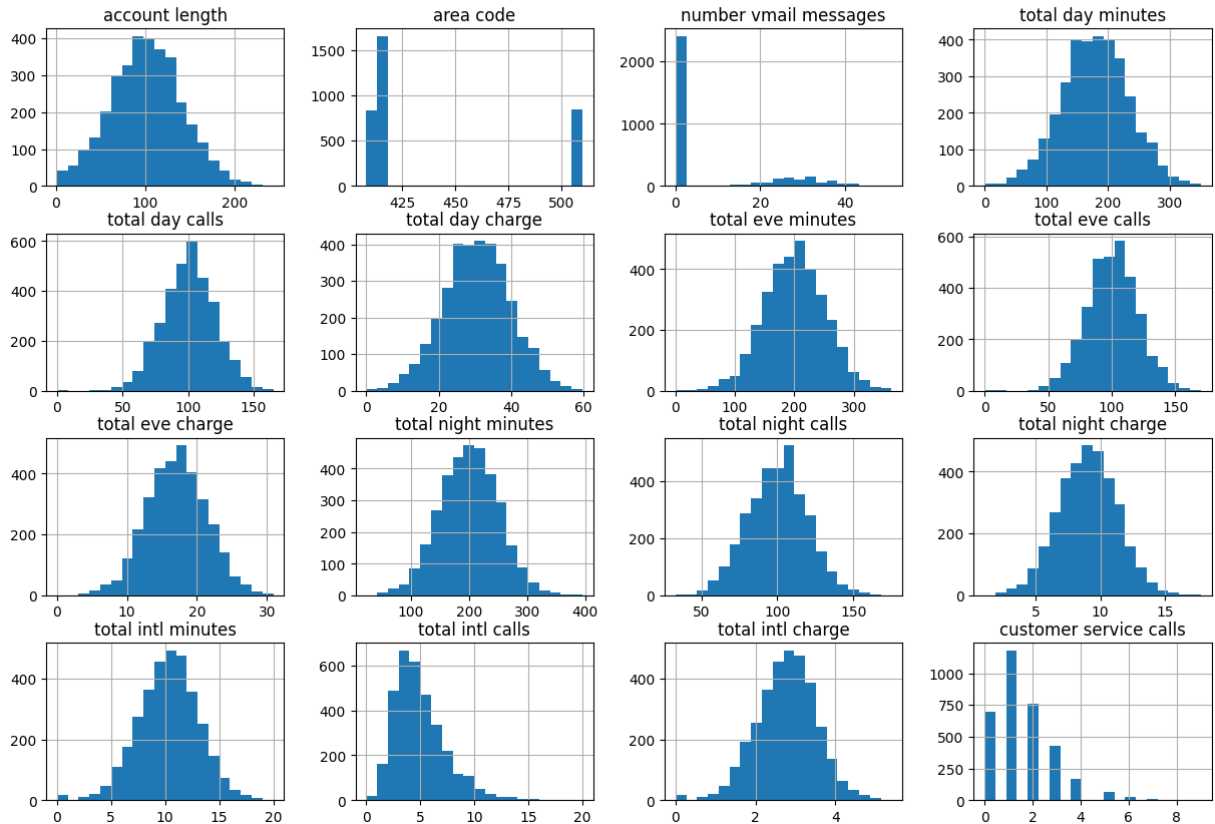 account length
area code
number vmail messages
total day minutes
400
300
200
100
0
0 100 200
1500
1000
500
0
425 450 475 500
2000
1000
0
0 20 40
400
300
200
100
0
0 100 200 300
total day calls
total day charge
total eve minutes
total eve calls
600
400
200
0
0 50 100 150
400
300
200
100
0
0 20 40 60
400
200
0
0 100 200 300
600
400
200
0
0 50 100 150
total eve charge
total night minutes
total night calls
total night charge
400
200
0
0 10 20 30
400
300
200
100
0
100 200 300 400
400
200
0
50 100 150
400
200
0
5 10 15
total intl minutes
total intl calls
total intl charge
customer service calls
400
200
0
0 5 10 15 20
600
400
200
0
0 5 10 15 20
400
200
0
0 2 4
1000
750
500
250
0
0 2 4 6 8